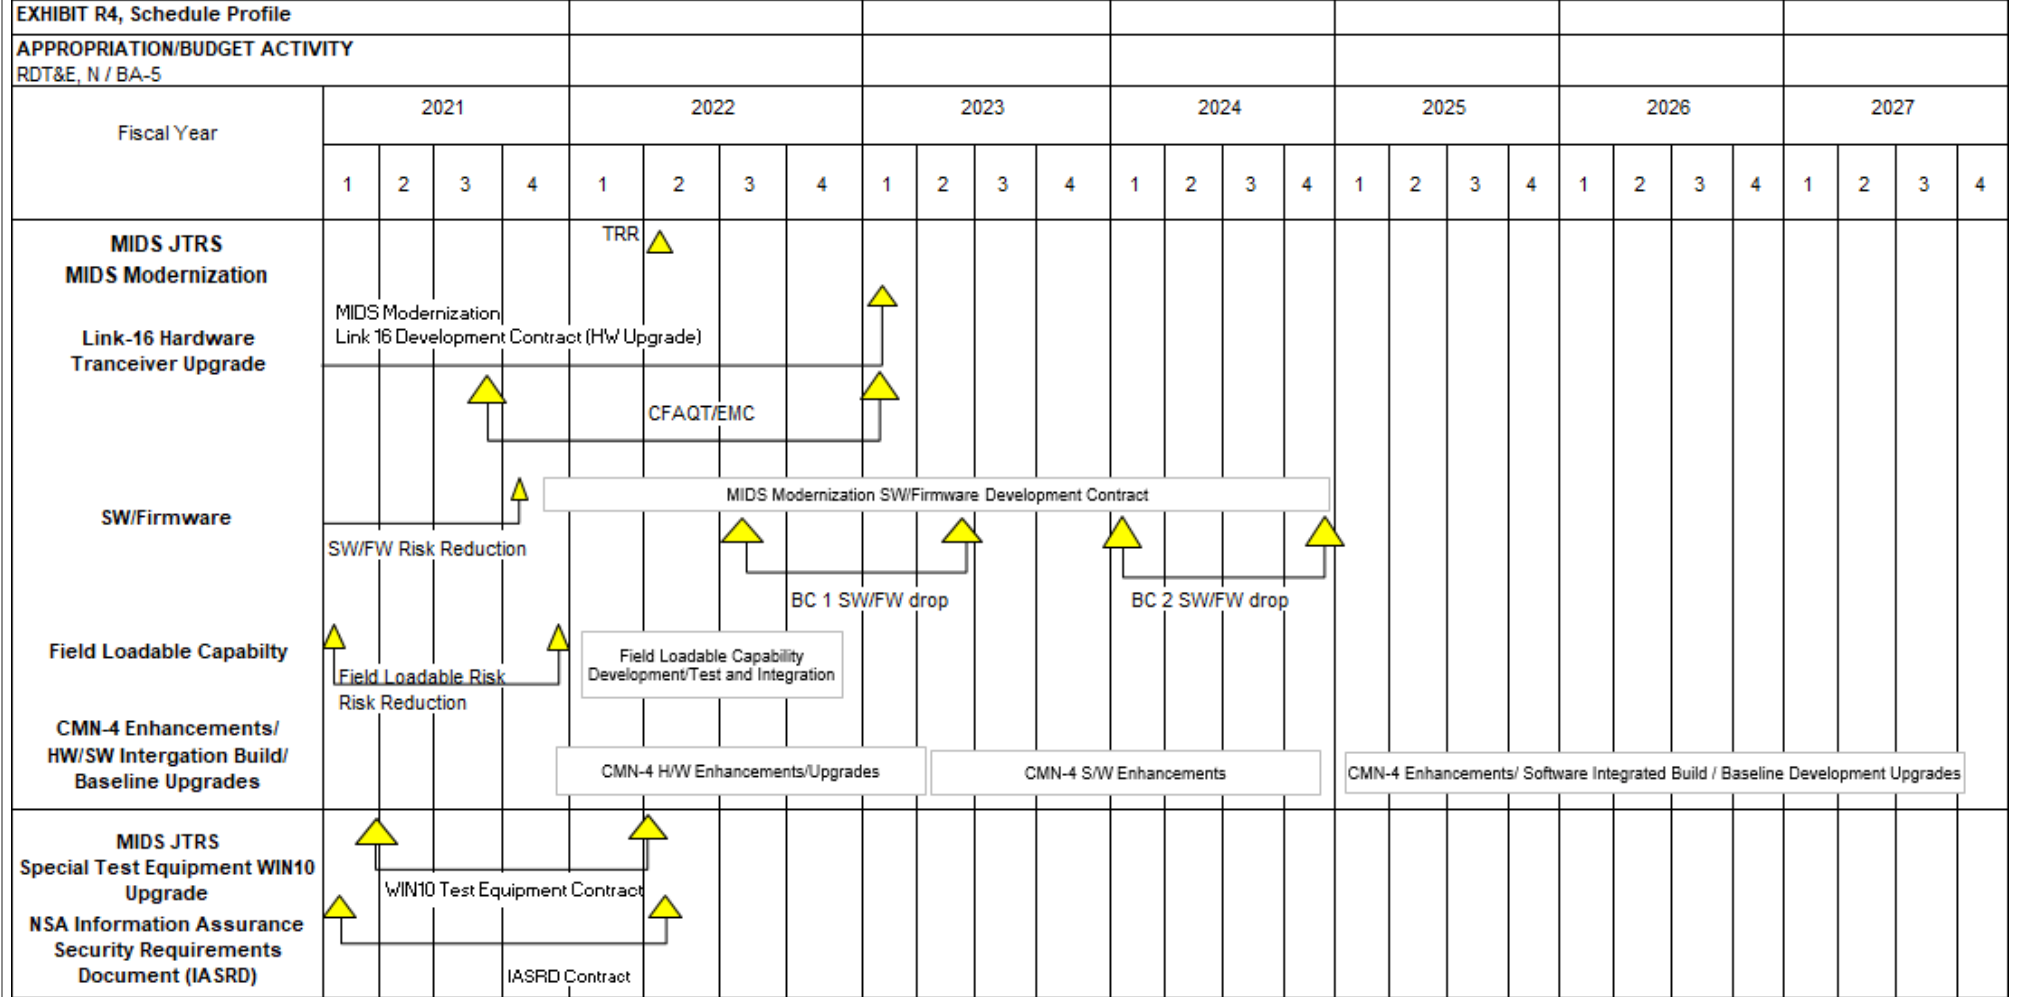 EXHIBIT R4, Schedule Profile
APPROPRIATION/BUDGET ACTIVITY
RDT&E, N / BA-5
Fiscal Year
2021 2022 2023 2024 2025 2026 2027
1 2 3 4 1 2 3 4 1 2 3 4 1 2 3 4 1 2 3 4 1 2 3 4 1 2 3 4
MIDS JTRS
MIDS Modernization
TRR
Link-16 Hardware
Tranceiver Upgrade
MIDS Modernization
Link 16 Development Contract (HW Upgrade)
CFAQT/EMC
SW/Firmware
MIDS Modernization SW/Firmware Development Contract
SW/FW Risk Reduction
BC 1 SW/FW drop
BC 2 SW/FW drop
Field Loadable Capabilty
Field Loadable Risk
Risk Reduction
Field Loadable Capability
Development/Test and Integration
CMN-4 Enhancements/
HW/SW Intergation Build/
Baseline Upgrades
CMN-4 H/W Enhancements/Upgrades
CMN-4 S/W Enhancements
CMN-4 Enhancements/ Software Integrated Build / Baseline Development Upgrades
MIDS JTRS
Special Test Equipment WIN10
Upgrade
WIN10 Test Equipment Contract
NSA Information Assurance
Security Requirements
Document (IASRD)
IASRD Contract